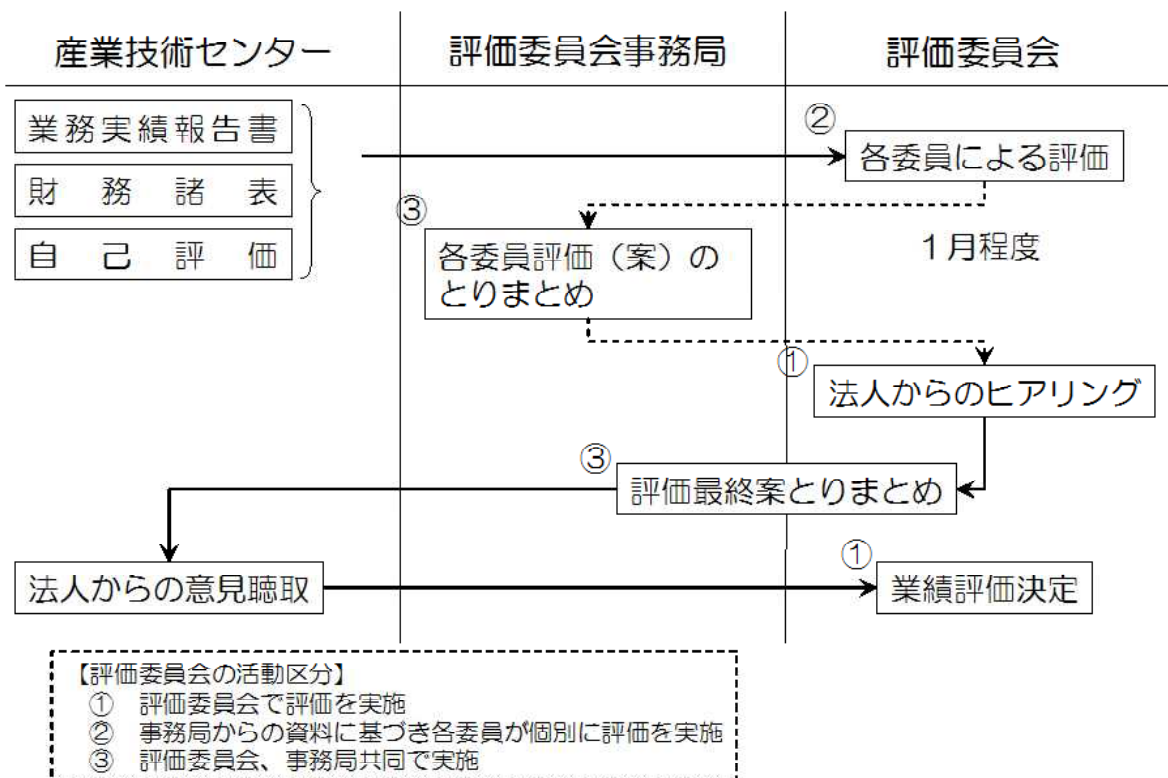 産業技術センター
評価委員会事務局
評価委員会
業務実績報告書
財務諸表
自己評価
②
各委員による評価
1月程度
③
各委員評価（案）の
とりまとめ
①
法人からのヒアリング
③
評価最終案とりまとめ
法人からの意見聴取
①
業績評価決定
【評価委員会の活動区分】
① 評価委員会で評価を実施
② 事務局からの資料に基づき各委員が個別に評価を実施
③ 評価委員会、事務局共同で実施